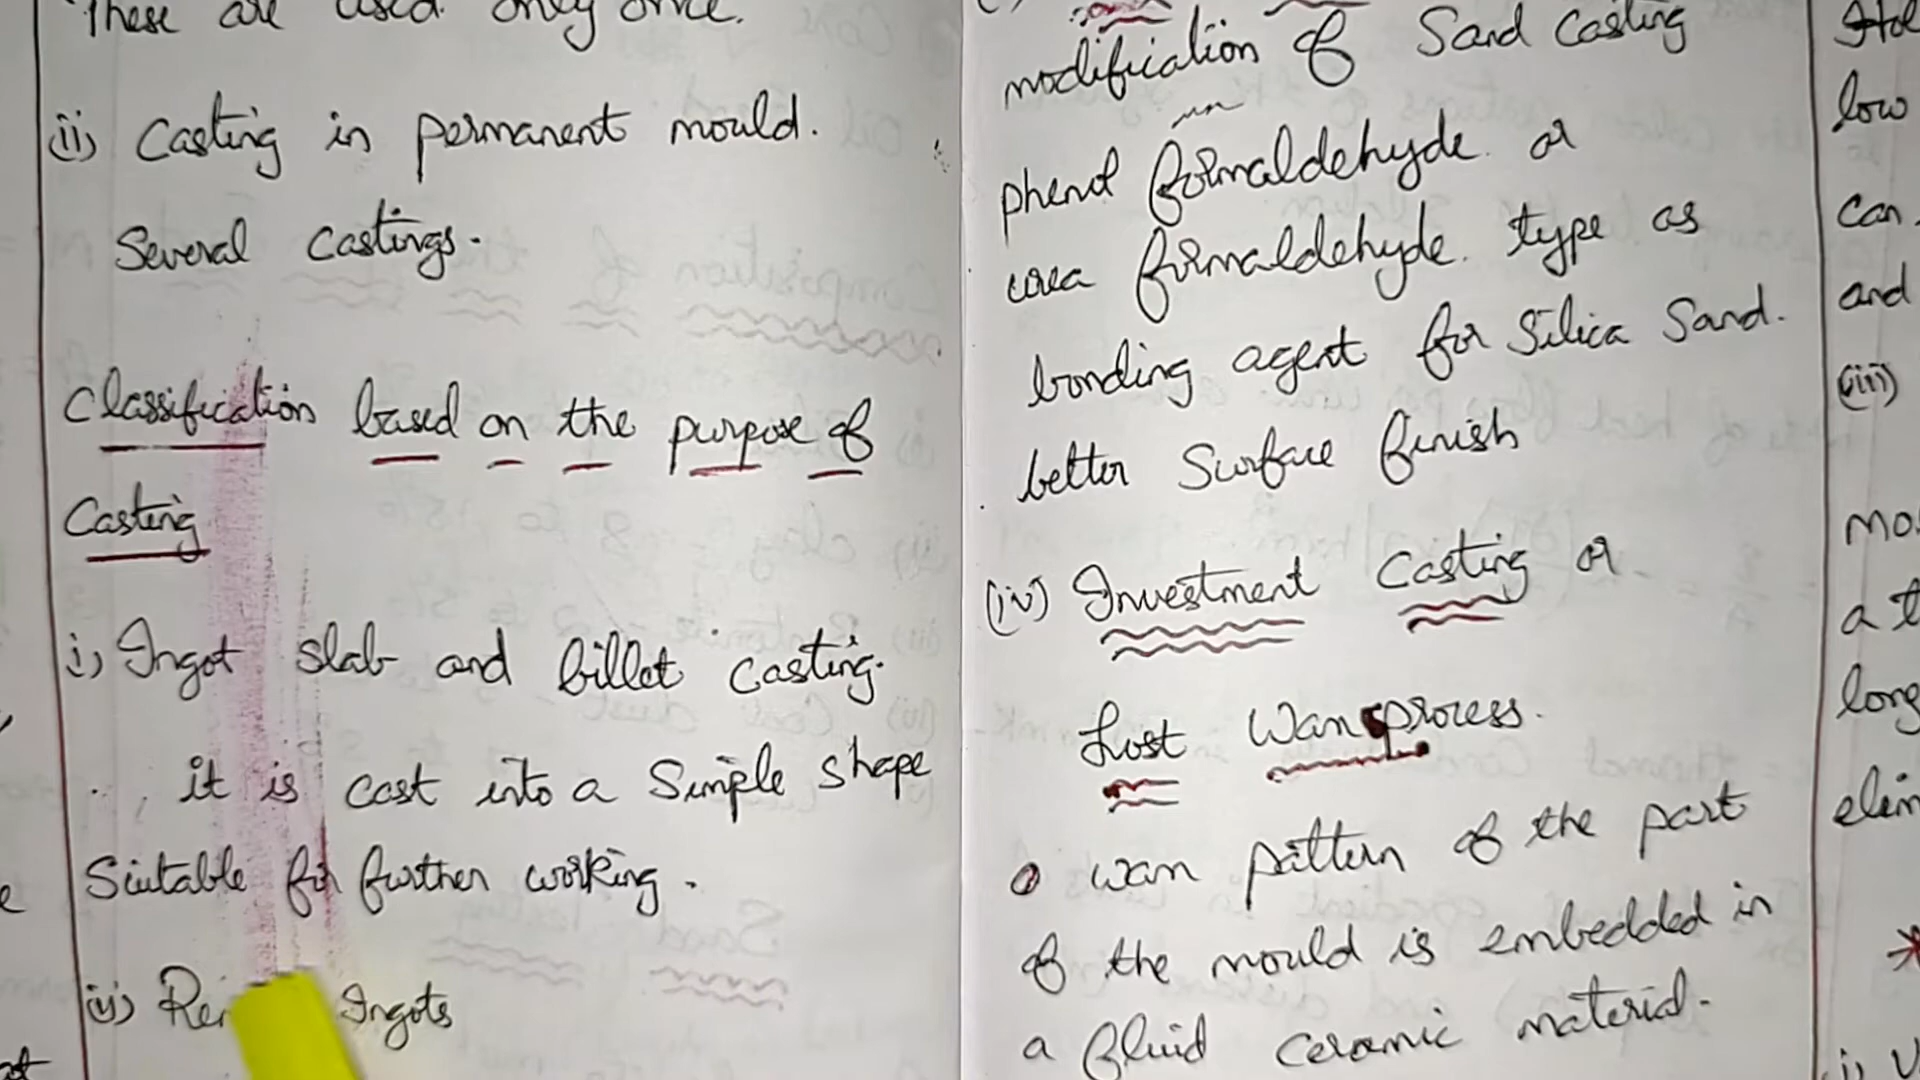 These are used only once.
(ii) Casting in permanent mould.
Several castings.
Classification based on the purpose of
Casting
i) Ingot slab and billet casting.
it is cast into a Simple shape
Suitable for further working.
ii) Ingots
modification of Sand Casting
phenol formaldehyde or
urea formaldehyde type as
bonding agent for Silica Sand.
better Surface finish
(iv) Investment Casting or
Lost Wax process.
wax pattern of the part
of the mould is embedded in
a fluid ceramic material.
low
can
and
(iii)
a